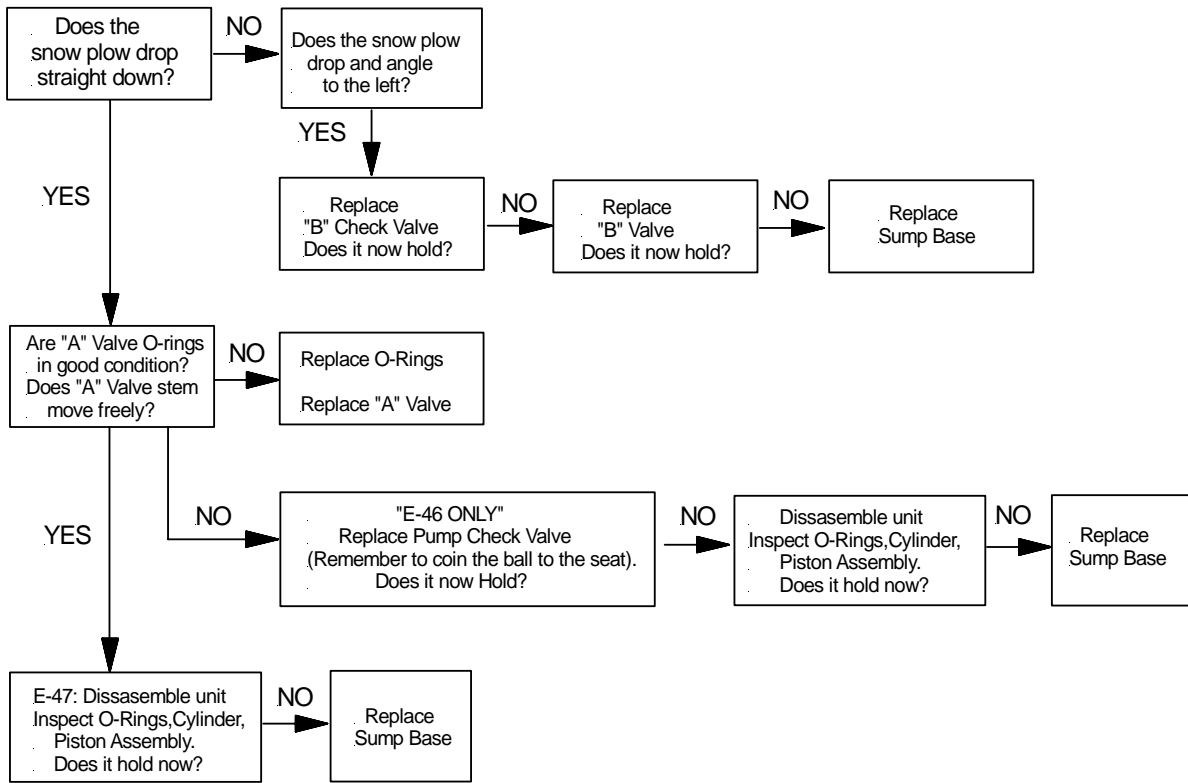 Does the
snow plow drop
straight down?
NO
Does the snow plow
drop and angle
to the left?
YES
YES
Replace
"B" Check Valve
Does it now hold?
NO
Replace
"B" Valve
Does it now hold?
NO
Replace
Sump Base
Are "A" Valve O-rings
in good condition?
Does "A" Valve stem
move freely?
NO
Replace O-Rings
Replace "A" Valve
YES
NO
"E-46 ONLY"
Replace Pump Check Valve
(Remember to coin the ball to the seat).
Does it now Hold?
NO
Dissasemble unit
Inspect O-Rings,Cylinder,
Piston Assembly.
Does it hold now?
NO
Replace
Sump Base
E-47: Dissasemble unit
Inspect O-Rings,Cylinder,
Piston Assembly.
Does it hold now?
NO
Replace
Sump Base